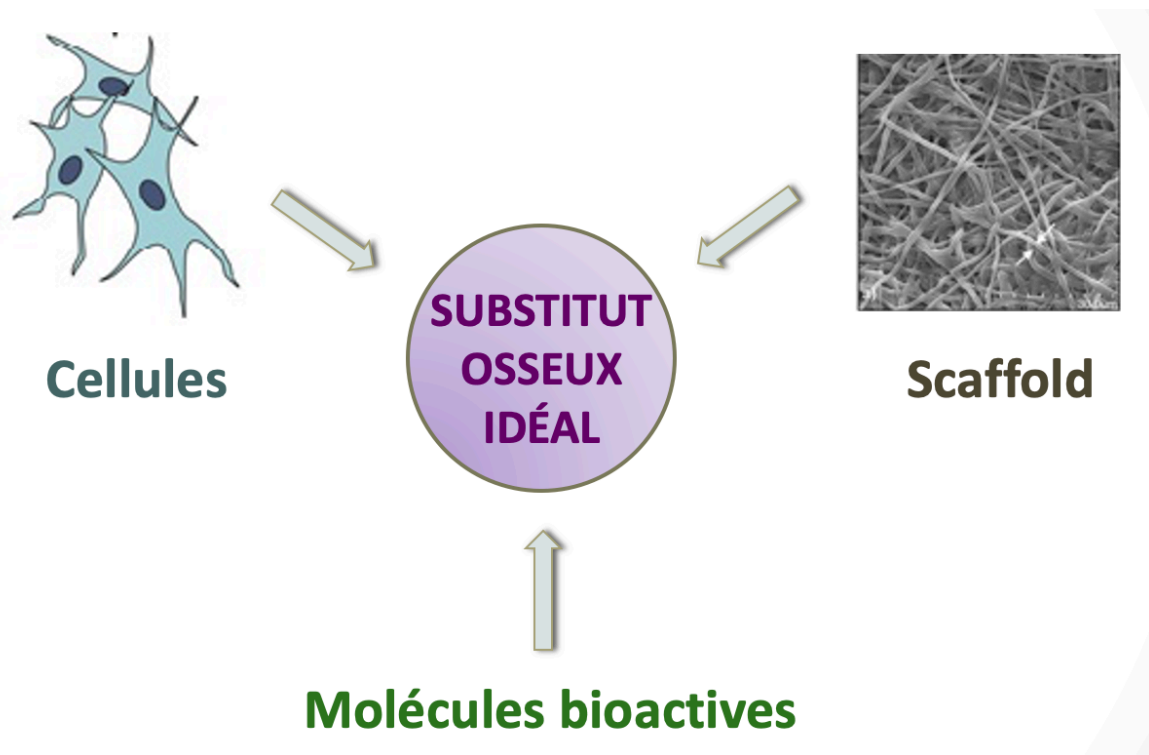 SUBSTITUT
OSSEUX
IDÉAL
Cellules
Scaffold
Molécules bioactives